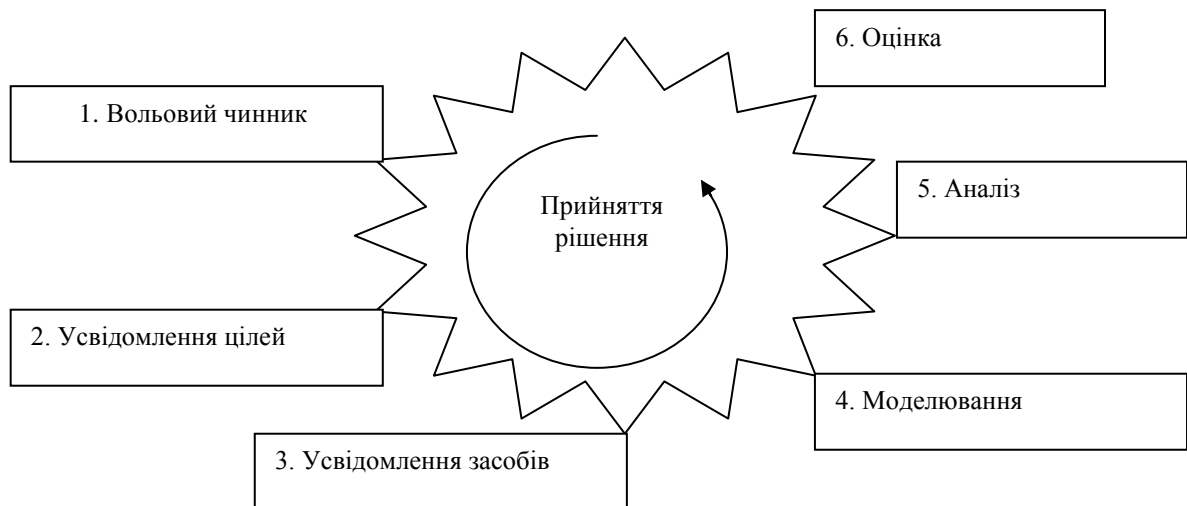 6. Оцінка
1. Вольовий чинник
5. Аналіз
Прийняття
рішення
2. Усвідомлення цілей
4. Моделювання
3. Усвідомлення засобів